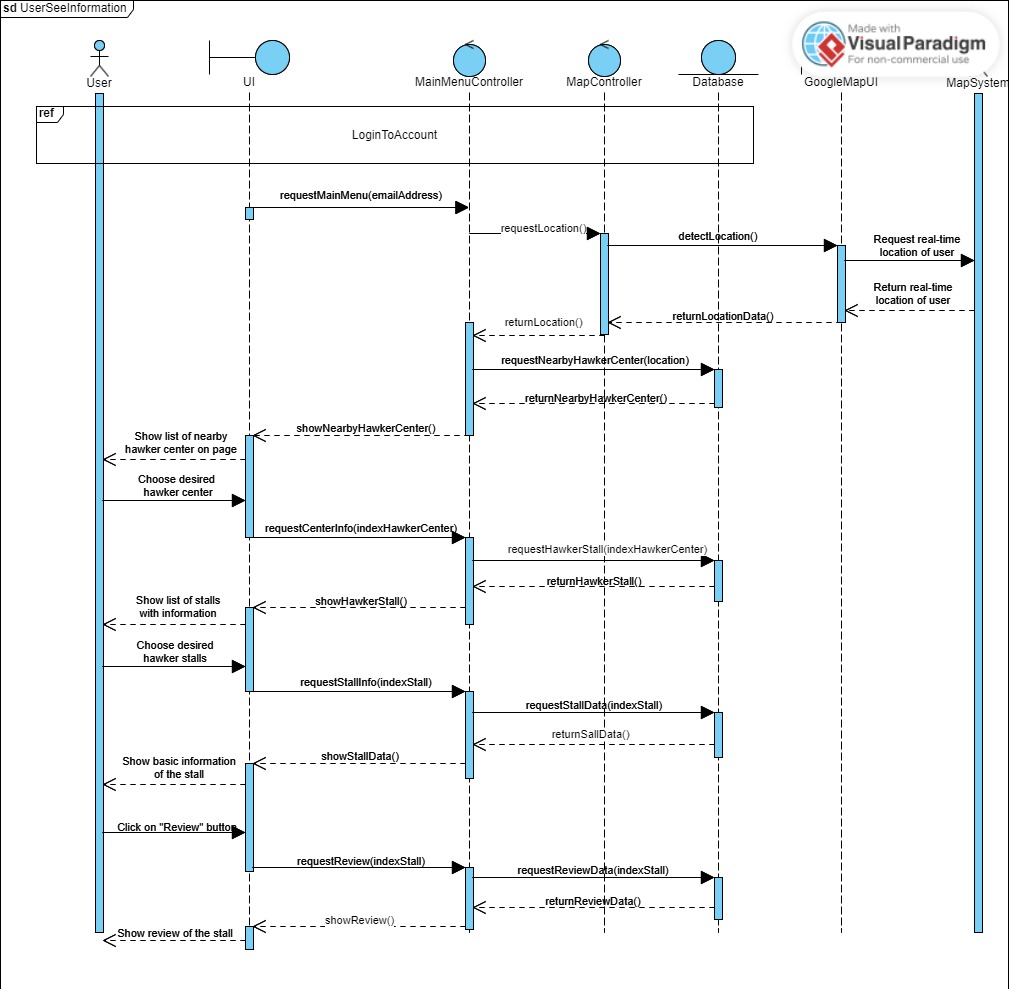 sd UserSeeInformation
Made with
Visual Paradigm
For non-commercial use
User
UI
MainMenuController
MapController
Database
GoogleMapUI
MapSystem
ref
LoginToAccount
requestMainMenu(emailAddress)
requestLocation()
detectLocation()
Request real-time
location of user
Return real-time
location of user
returnLocationData()
returnLocation()
requestNearbyHawkerCenter(location)
returnNearbyHawkerCenter()
showNearbyHawkerCenter()
Show list of nearby
hawker center on page
Choose desired
hawker center
requestCenterInfo(indexHawkerCenter)
requestHawkerStall(indexHawkerCenter)
returnHawkerStall()
showHawkerStall()
Show list of stalls
with information
Choose desired
hawker stalls
requestStallInfo(indexStall)
requestStallData(indexStall)
returnSallData()
showStallData()
Show basic information
of the stall
Click on "Review" button
requestReview(indexStall)
requestReviewData(indexStall)
returnReviewData()
showReview()
Show review of the stall